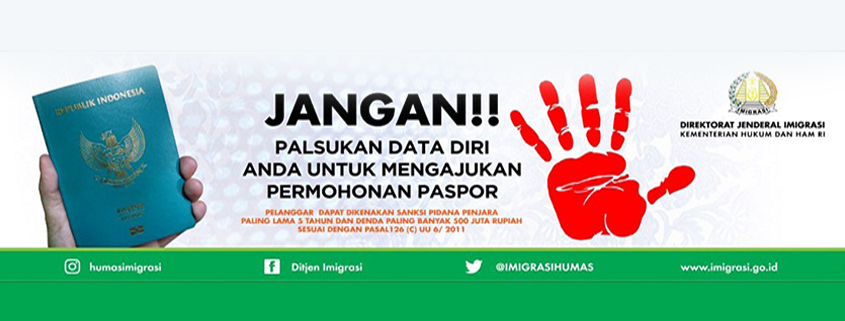 REPUBLIK INDONESIA
PASPOR
JANGAN!!
PALSUKAN DATA DIRI
ANDA UNTUK MENGAJUKAN
PERMOHONAN PASPOR
PELANGGAR DAPAT DIKENAKAN SANKSI PIDANA PENJARA
PALING LAMA 5 TAHUN DAN DENDA PALING BANYAK 500 JUTA RUPIAH
SESUAI DENGAN PASAL126 (C) UU 6/ 2011
IMIGRASI
DIREKTORAT JENDERAL IMIGRASI
KEMENTERIAN HUKUM DAN HAM RI
humasimigrasi
Ditjen Imigrasi
@IMIGRASIHUMAS
www.imigrasi.go.id